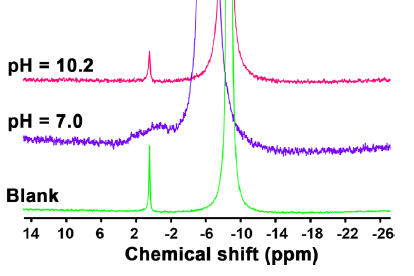 pH = 10.2
pH = 7.0
Blank
14 10 6 2 -2 -6 -10 -14 -18 -22 -26
Chemical shift (ppm)